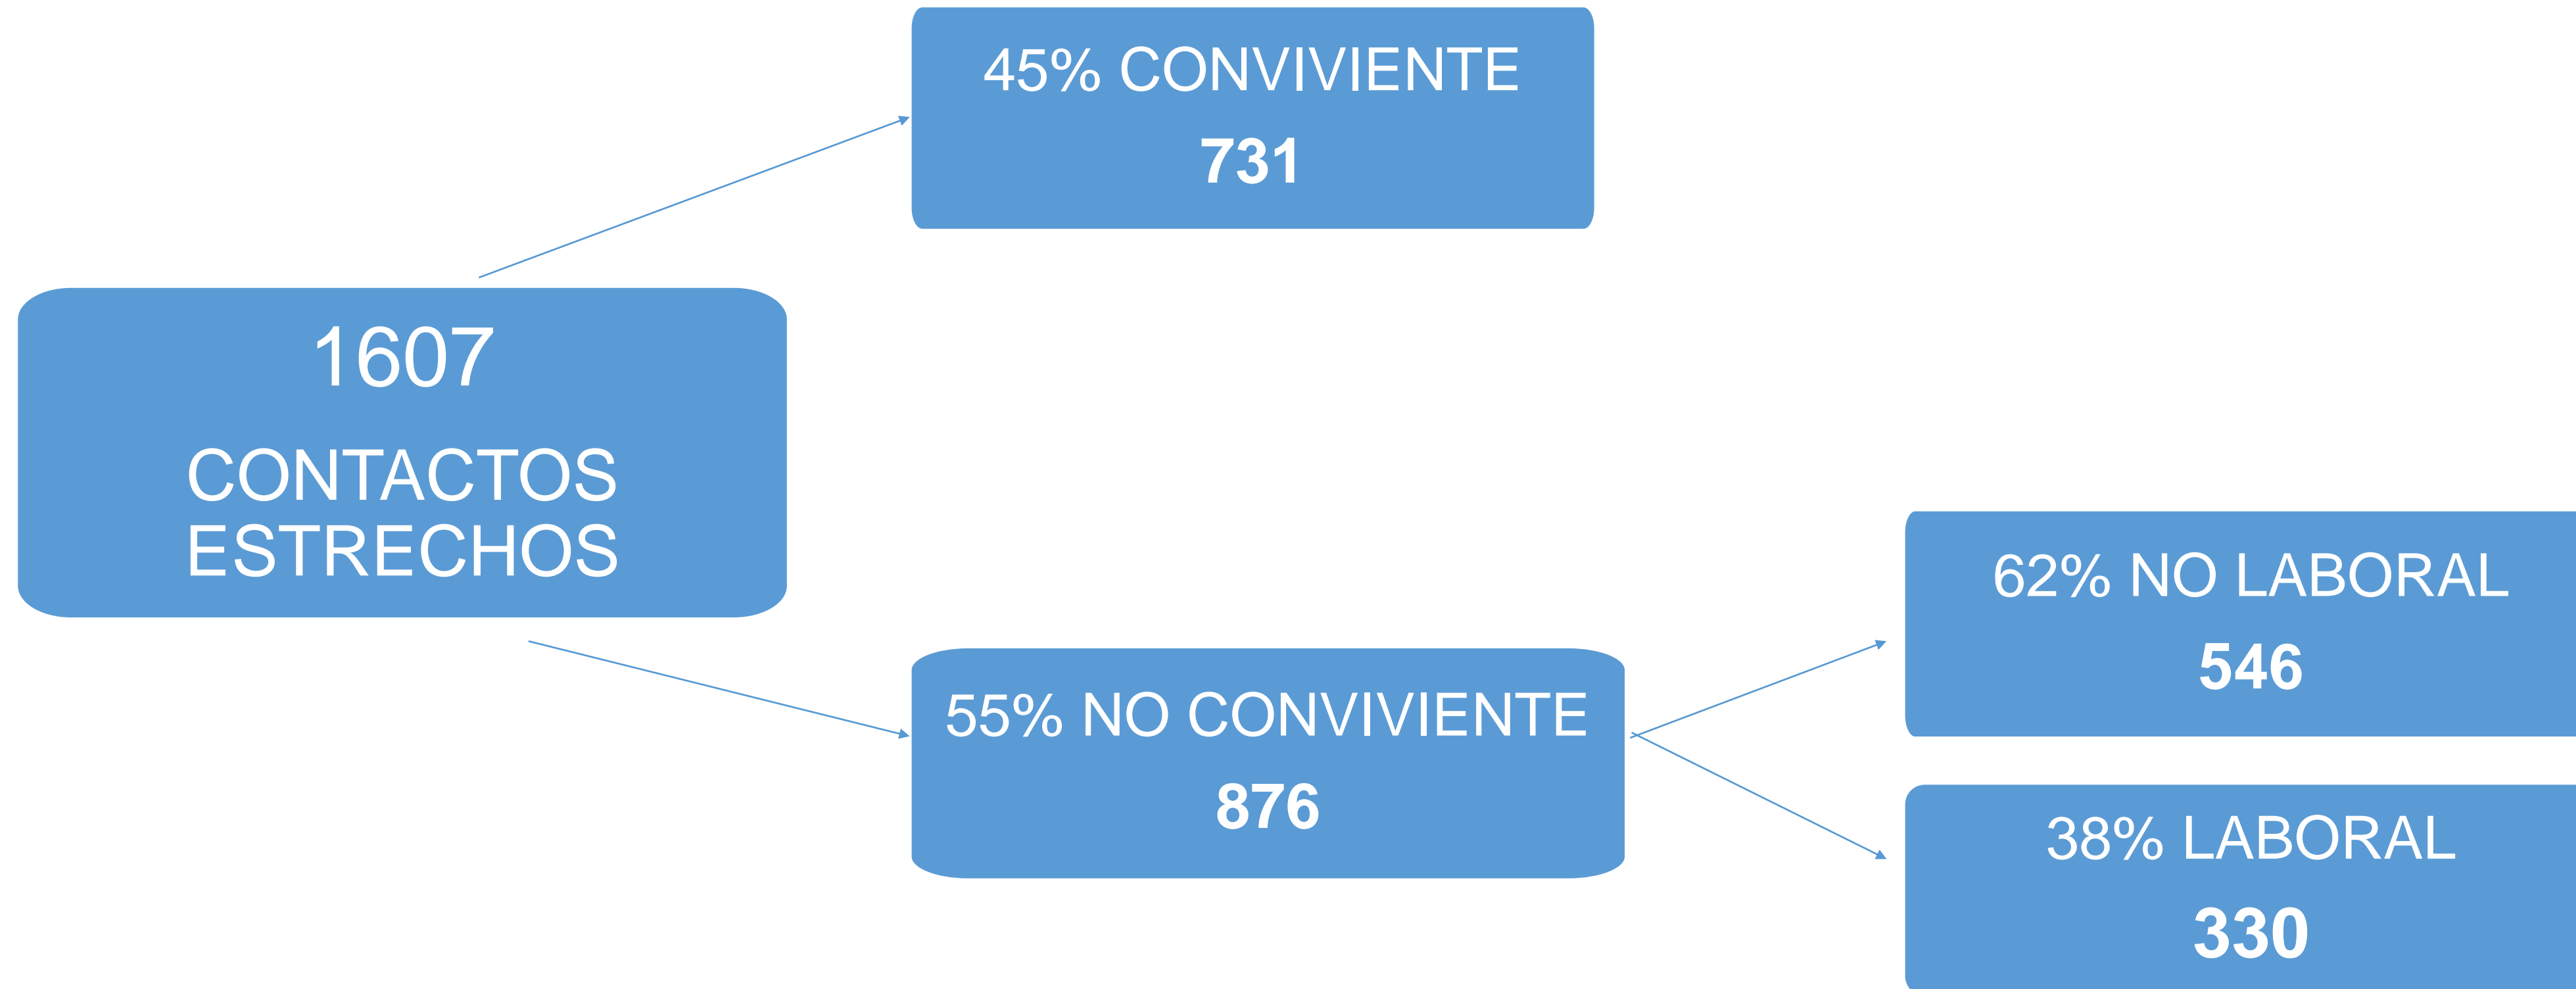 45% CONVIVIENTE
731
1607
CONTACTOS
ESTRECHOS
55% NO CONVIVIENTE
876
62% NO LABORAL
546
38% LABORAL
330